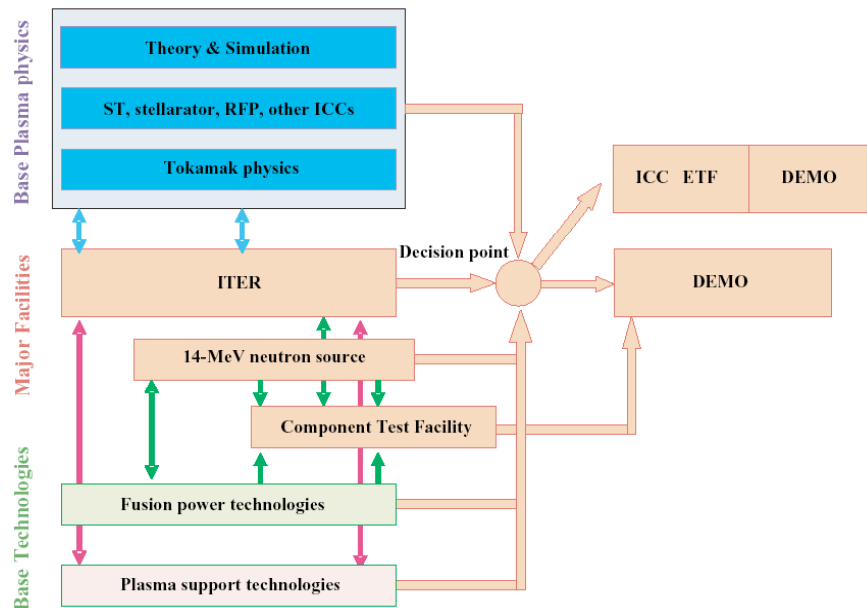 Base Plasma physics
Theory & Simulation
ST, stellarator, RFP, other ICCs
Tokamak physics
ICC ETF
DEMO
Major Facilities
ITER
Decision point
DEMO
14-MeV neutron source
Component Test Facility
Base Technologies
Fusion power technologies
Plasma support technologies